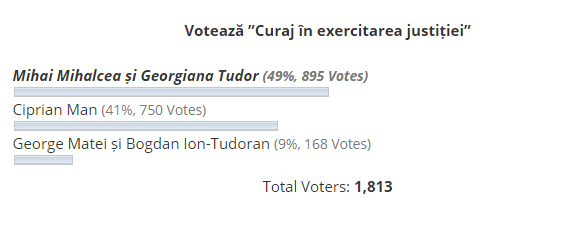 Votează ”Curaj în exercitarea justiției”
Mihai Mihalcea și Georgiana Tudor (49%, 895 Votes)
Ciprian Man (41%, 750 Votes)
George Matei și Bogdan Ion-Tudoran (9%, 168 Votes)
Total Voters: 1,813